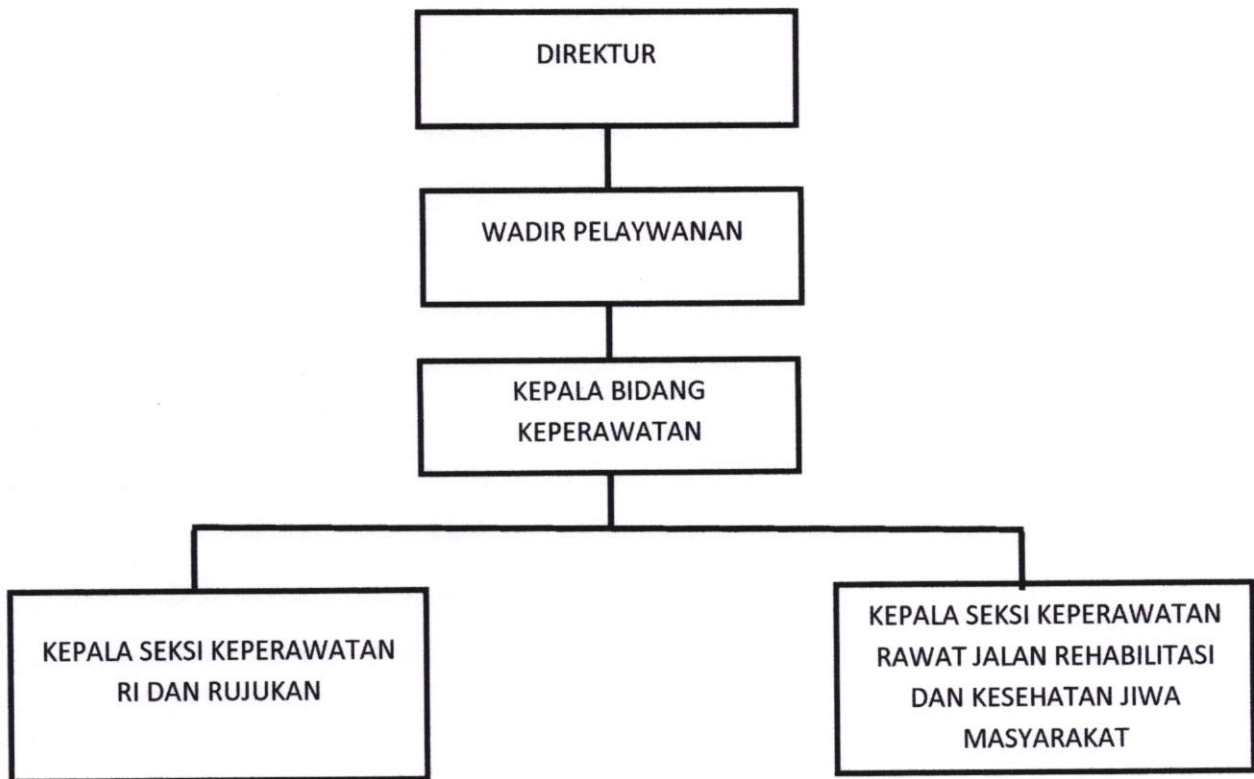 DIREKTUR
WADIR PELAYWANAN
KEPALA BIDANG
KEPERAWATAN
KEPALA SEKSI KEPERAWATAN
RI DAN RUJUKAN
KEPALA SEKSI KEPERAWATAN
RAWAT JALAN REHABILITASI
DAN KESEHATAN JIWA
MASYARAKAT